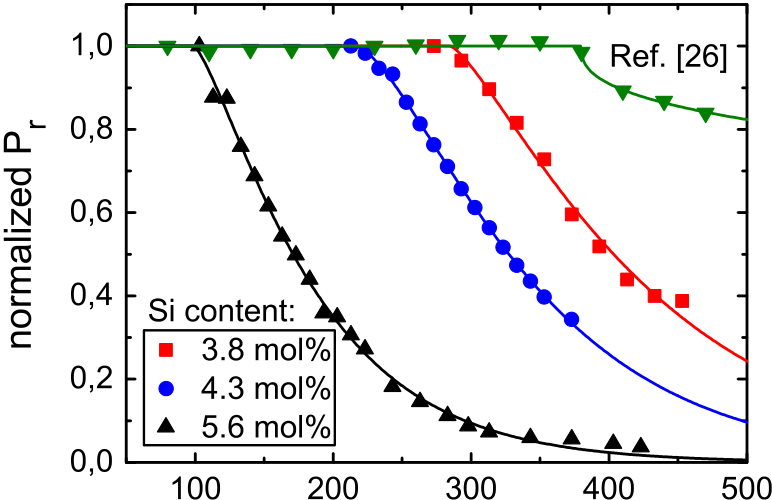 normalized P_r
1,0
0,8
0,6
0,4
0,2
0,0
Ref. [26]
Si content:
3.8 mol%
4.3 mol%
5.6 mol%
100 200 300 400 500